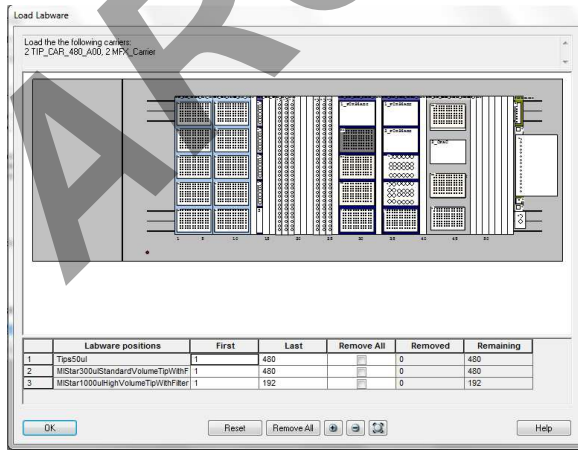 Load Labware
Load the the following carriers:
2 TIP_CAR_480_A00, 2 MFX_Carrier
Labware positions First Last Remove All Removed Remaining
1 Tips50ul 1 480 0 480
2 MlStar300ulStandardVolumeTipWithF 1 480 0 480
3 MlStar1000ulHighVolumeTipWithFilter 1 192 0 192
OK Reset Remove All Help